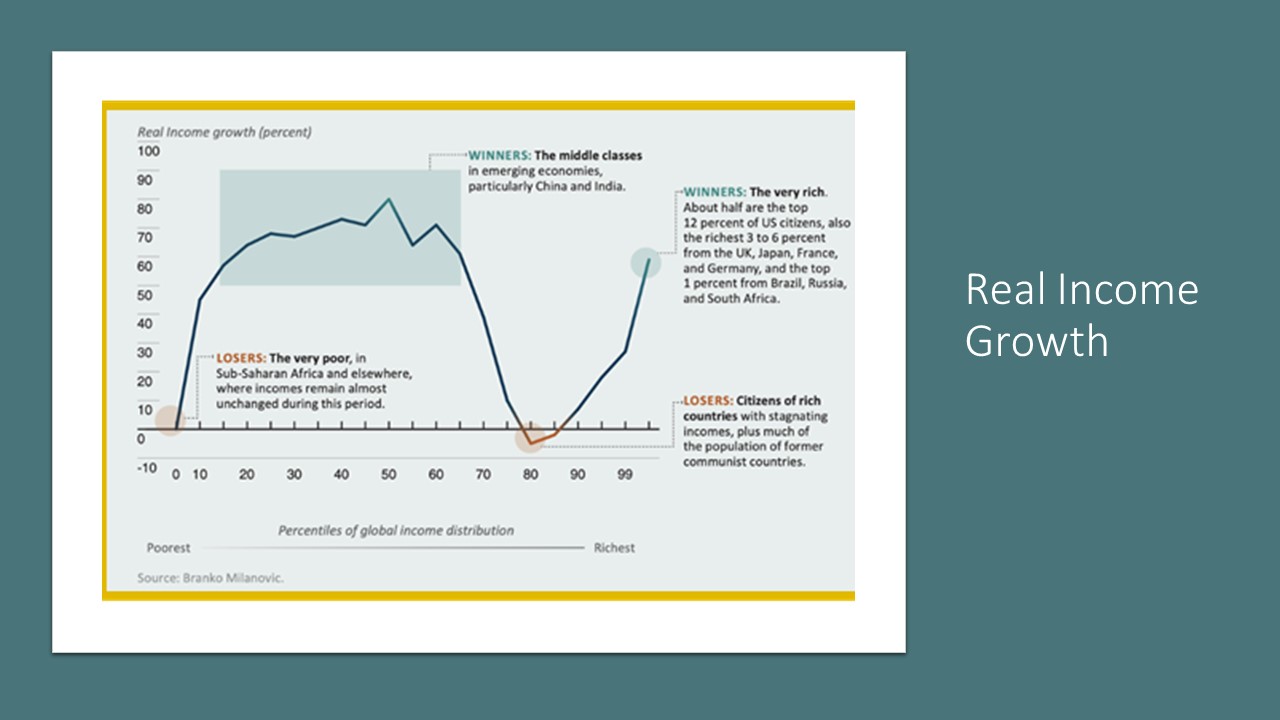 Real Income growth (percent)
100
90
80
70
60
50
40
30
20
10
0
-10
WINNERS: The middle classes
in emerging economies,
particularly China and India.
WINNERS: The very rich.
About half are the top
12 percent of US citizens, also
the richest 3 to 6 percent
from the UK, Japan, France,
and Germany, and the top
1 percent from Brazil, Russia,
and South Africa.
LOSERS: The very poor, in
Sub-Saharan Africa and elsewhere,
where incomes remain almost
unchanged during this period.
LOSERS: Citizens of rich
countries with stagnating
incomes, plus much of
the population of former
communist countries.
0 10 20 30 40 50 60 70 80 90 99
Percentiles of global income distribution
Poorest Richest
Source: Branko Milanovic.
Real Income
Growth